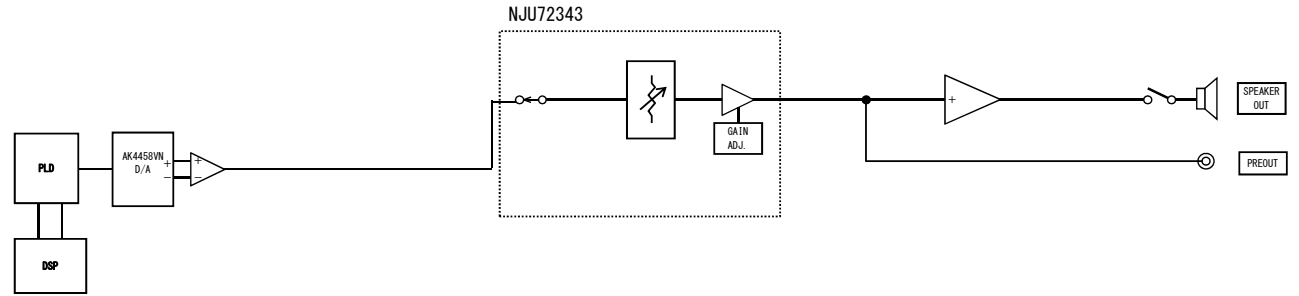 NJU72343
SPEAKER
OUT
GAIN
ADJ.
+
PLD
AK4458VN
D/A
+
−
+
−
PREOUT
DSP